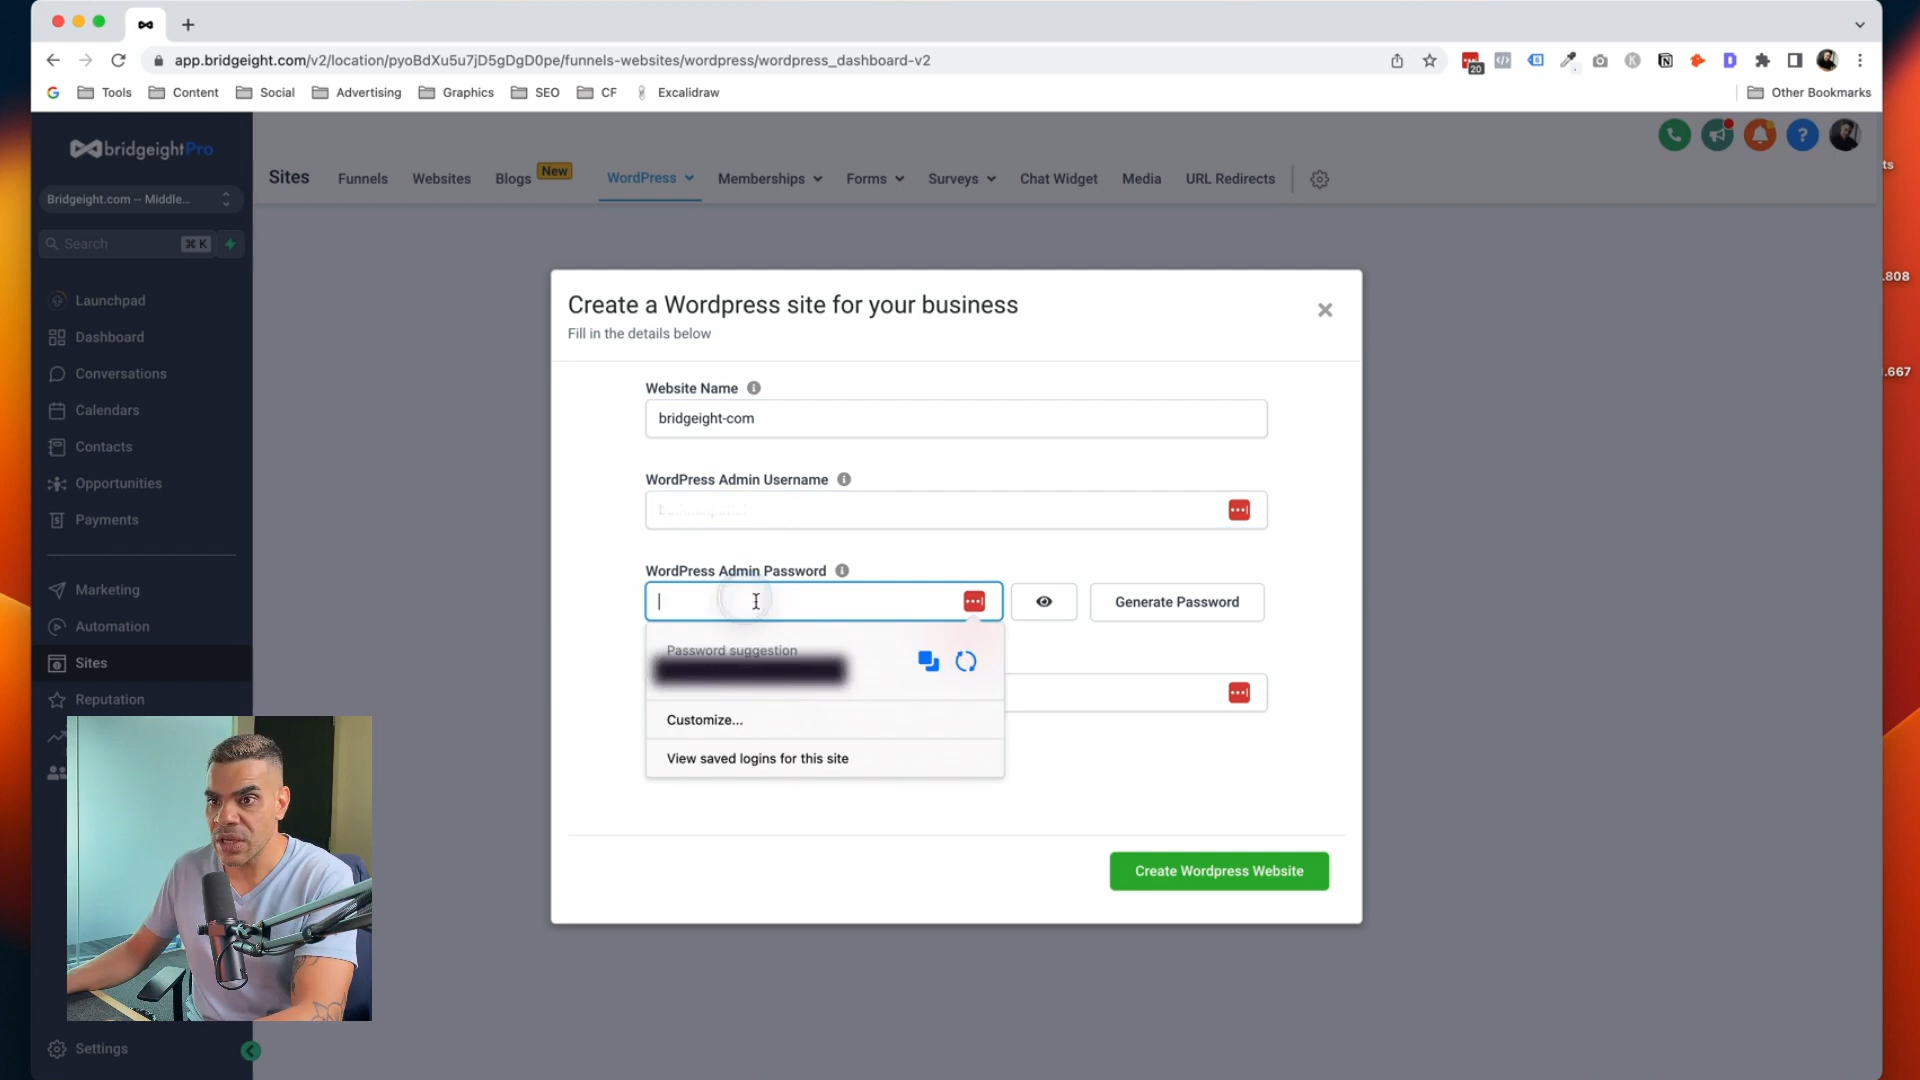 app.bridgeight.com/v2/location/pyoBdXu5u7jD5gDgD0pe/funnels-websites/wordpress/wordpress_dashboard-v2
20
Tools
Content
Social
Advertising
Graphics
SEO
CF
Excalidraw
Other Bookmarks
bridgeightPro
Bridgeight.com -- Middle...
Search
⌘ K
Launchpad
Dashboard
Conversations
Calendars
Contacts
Opportunities
Payments
Marketing
Automation
Sites
Reputation
Settings
Sites
Funnels
Websites
Blogs
New
WordPress
Memberships
Forms
Surveys
Chat Widget
Media
URL Redirects
ts
.808
.667
Create a Wordpress site for your business
Fill in the details below
Website Name
bridgeight-com
WordPress Admin Username
WordPress Admin Password
Generate Password
Password suggestion
Customize...
View saved logins for this site
Create Wordpress Website